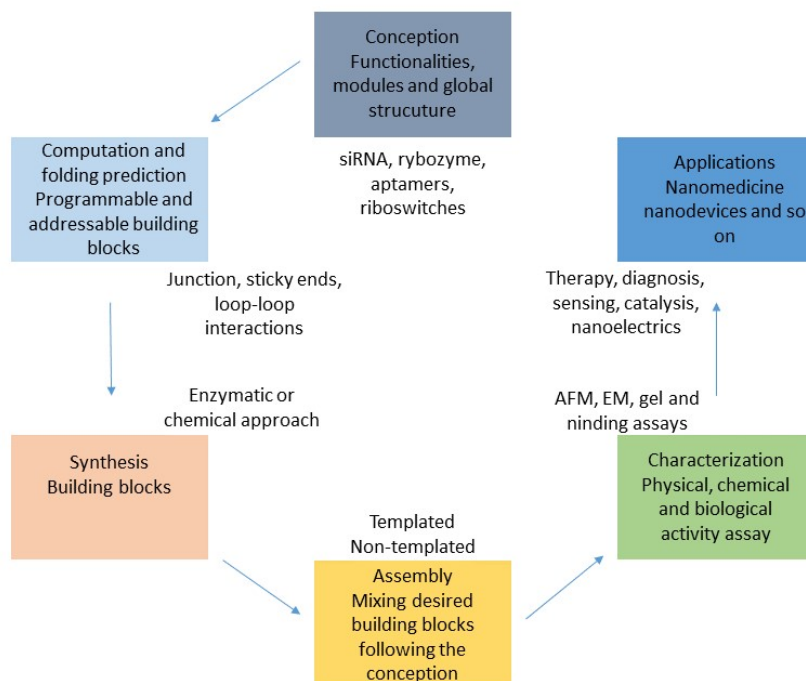 Conception
Functionalities,
modules and global
strucuture
siRNA, rybozyme,
aptamers,
riboswitches
Computation and
folding prediction
Programmable and
addressable building
blocks
Junction, sticky ends,
loop-loop
interactions
Enzymatic or
chemical approach
Synthesis
Building blocks
Templated
Non-templated
Assembly
Mixing desired
building blocks
following the
conception
AFM, EM, gel and
ninding assays
Characterization
Physical, chemical
and biological
activity assay
Applications
Nanomedicine
nanodevices and so
on
Therapy, diagnosis,
sensing, catalysis,
nanoelectrics